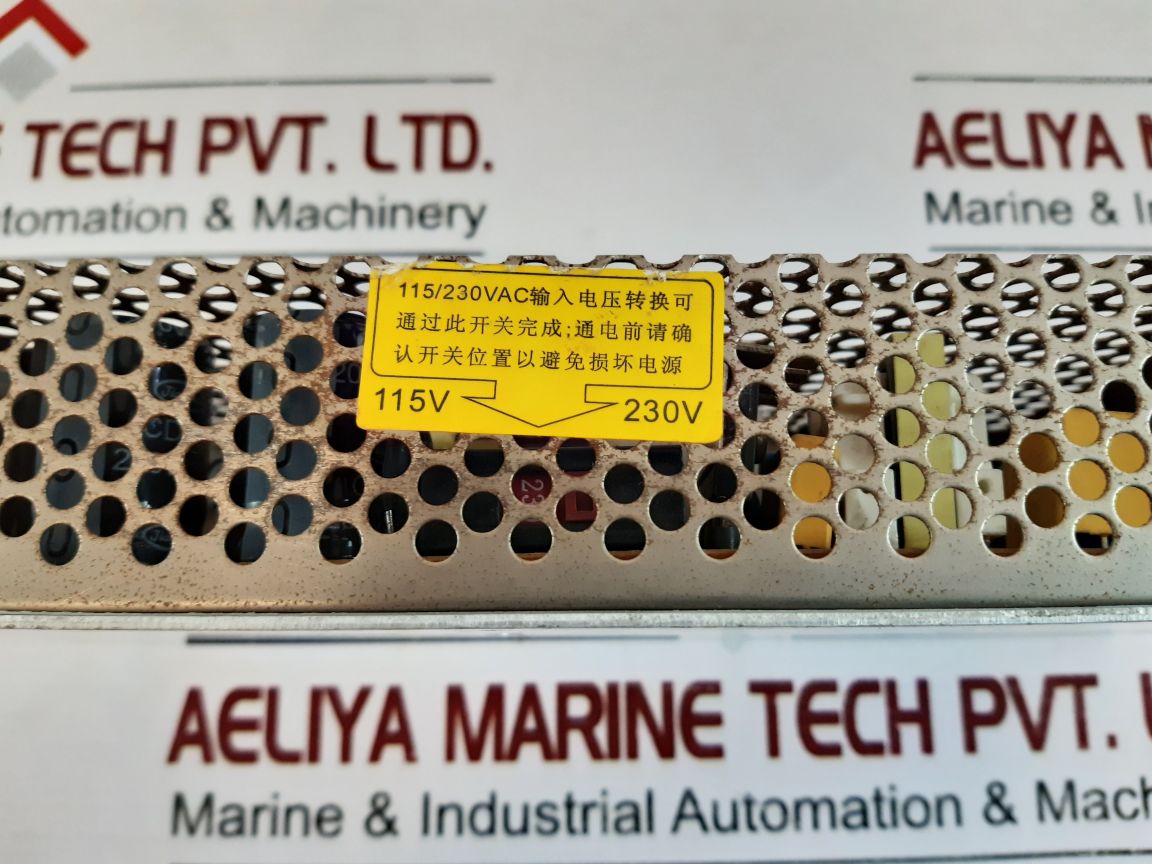 TECH PVT. LTD.
& Machinery
AELIYA
Marine &
115/230VAC输入电压转换可
通过此开关完成;通电前请确
认开关位置以避免损坏电源
115V
230V
23
AELIYA MARINE TECH PVT.
Marine & Industrial Automation &